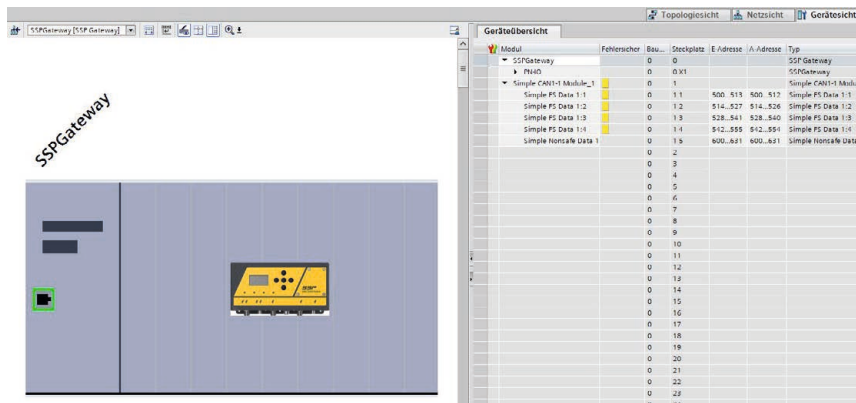 Topologiesicht Netzsicht Gerätesicht
SSPGateway [SSP Gateway]
Geräteübersicht
Modul Fehlersicher Bau... Steckplatz E-Adresse A-Adresse Typ
SSPGateway 0 0 SSP Gateway
PN-IO 0 0 X1 SSPGateway
Simple CAN1-1 Module_1 0 1 Simple CAN1-1 Modu
Simple FS Data 1:1 0 1 1 500...513 500...512 Simple FS Data 1:1
Simple FS Data 1:2 0 1 2 514...527 514...526 Simple FS Data 1:2
Simple FS Data 1:3 0 1 3 528...541 528...540 Simple FS Data 1:3
Simple FS Data 1:4 0 1 4 542...555 542...554 Simple FS Data 1:4
Simple Nonsafe Data 1 0 1 5 600...631 600...631 Simple Nonsafe Data
0 2
0 3
0 4
0 5
0 6
0 7
0 8
0 9
0 10
0 11
0 12
0 13
0 14
0 15
0 16
0 17
0 18
0 19
0 20
0 21
0 22
0 23
SSPGateway
SSP